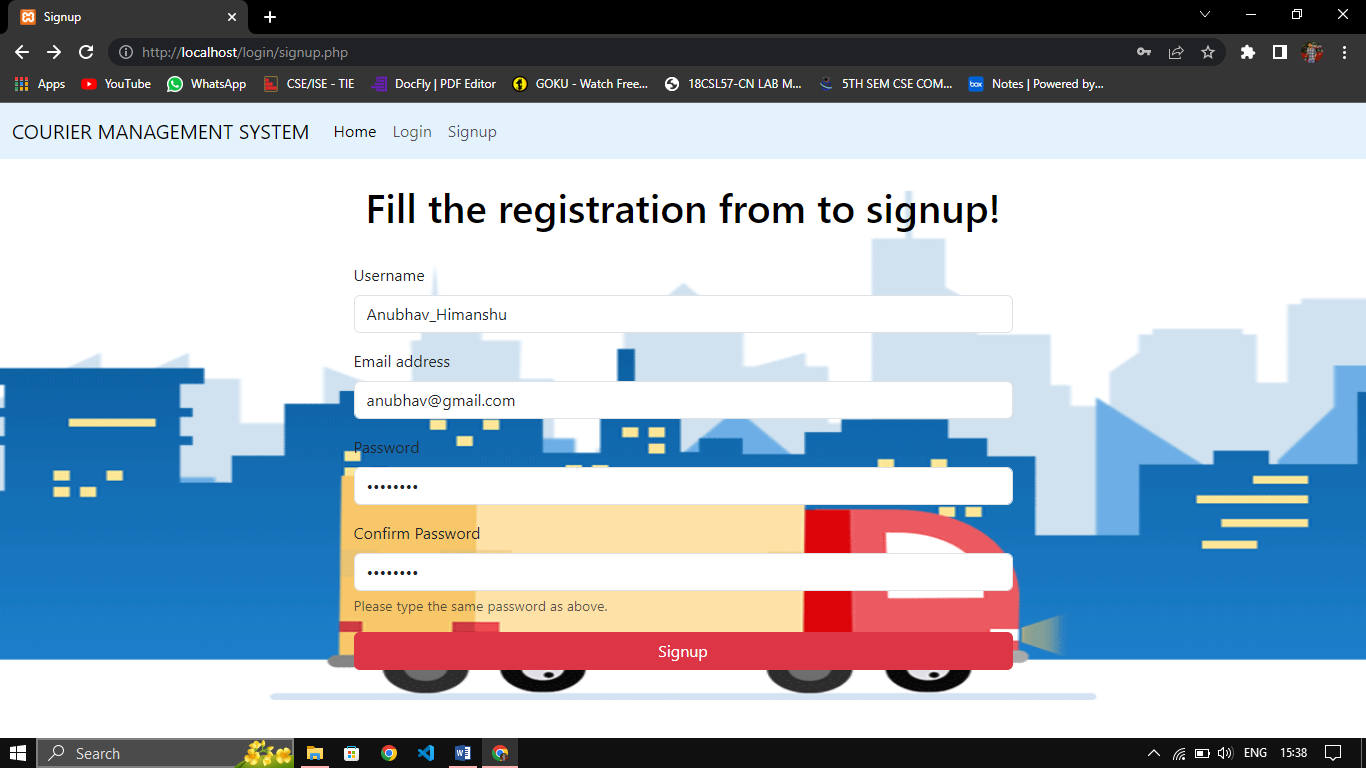 Signup
http://localhost/login/signup.php
Apps YouTube WhatsApp CSE/ISE - TIE DocFly | PDF Editor GOKU - Watch Free... 18CSL57-CN LAB M... 5TH SEM CSE COM... box Notes | Powered by...
COURIER MANAGEMENT SYSTEM Home Login Signup
Fill the registration from to signup!
Username
Anubhav_Himanshu
Email address
anubhav@gmail.com
Password
••••••••
Confirm Password
••••••••
Please type the same password as above.
Signup
Search ENG 15:38